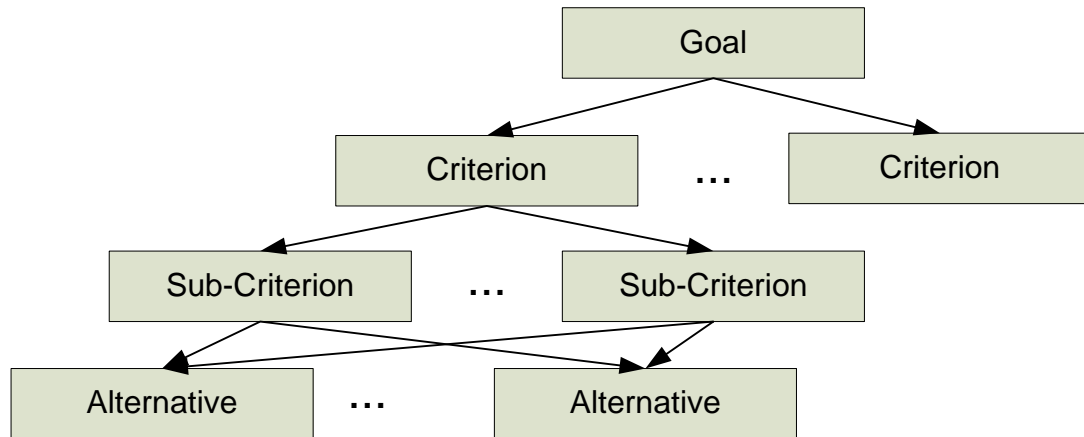 Goal
Criterion
...
Criterion
Sub-Criterion
...
Sub-Criterion
Alternative
...
Alternative